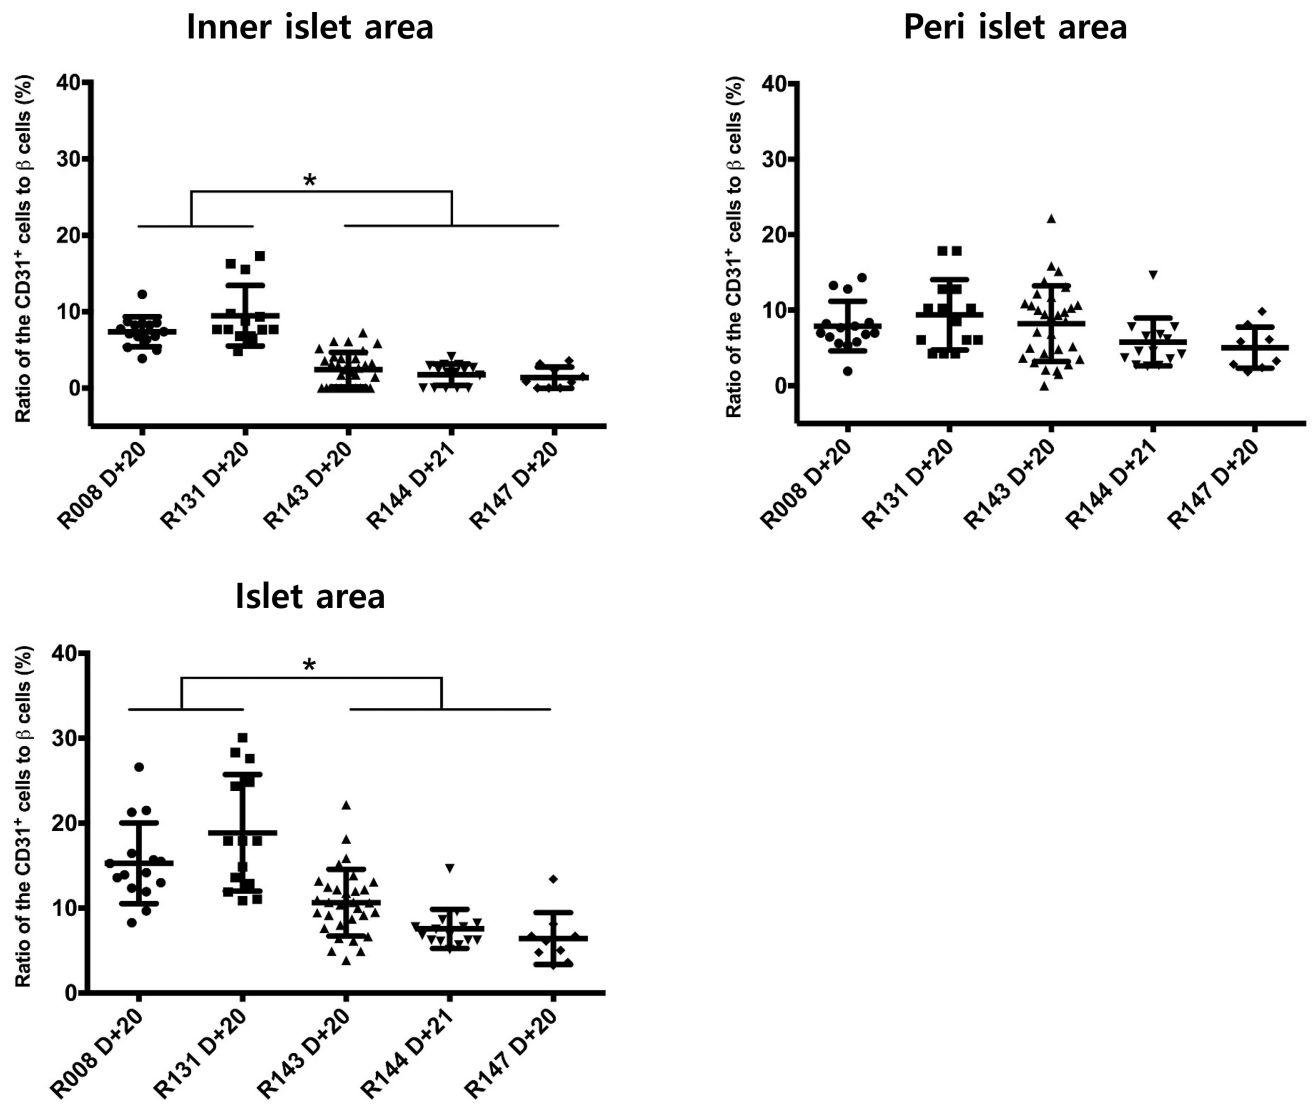 Inner islet area
Ratio of the CD31⁺ cells to β cells (%)
40
30
20
10
0
*
R008 D+20
R131 D+20
R143 D+20
R144 D+21
R147 D+20
Peri islet area
Ratio of the CD31⁺ cells to β cells (%)
40
30
20
10
0
R008 D+20
R131 D+20
R143 D+20
R144 D+21
R147 D+20
Islet area
Ratio of the CD31⁺ cells to β cells (%)
40
30
20
10
0
*
R008 D+20
R131 D+20
R143 D+20
R144 D+21
R147 D+20